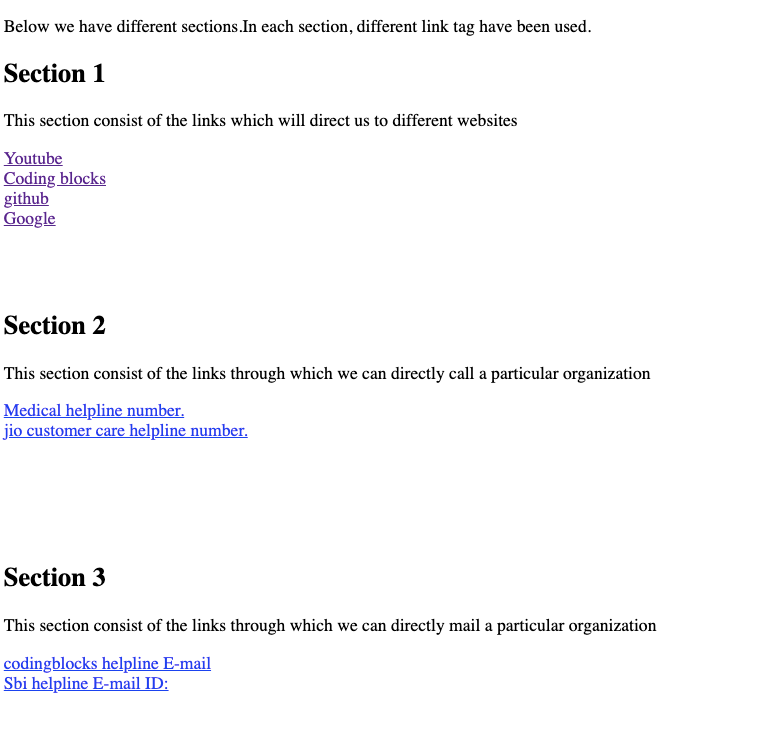 Below we have different sections.In each section, different link tag have been used.
Section 1
This section consist of the links which will direct us to different websites
Youtube
Coding blocks
github
Google
Section 2
This section consist of the links through which we can directly call a particular organization
Medical helpline number.
jio customer care helpline number.
Section 3
This section consist of the links through which we can directly mail a particular organization
codingblocks helpline E-mail
Sbi helpline E-mail ID: